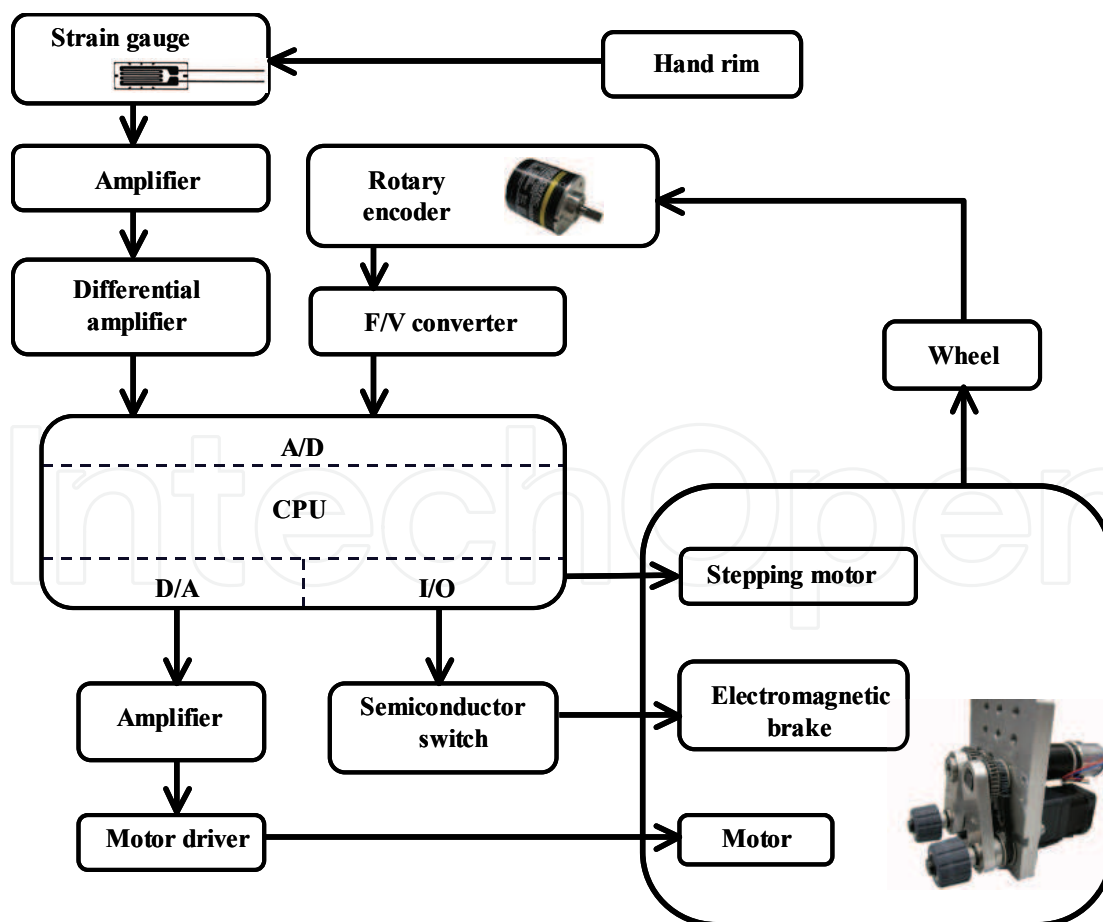 Strain gauge
Hand rim
Amplifier
Rotary
encoder
Differential
amplifier
F/V converter
Wheel
A/D
CPU
D/A
I/O
Stepping motor
Amplifier
Semiconductor
switch
Electromagnetic
brake
Motor driver
Motor
IntechOpen